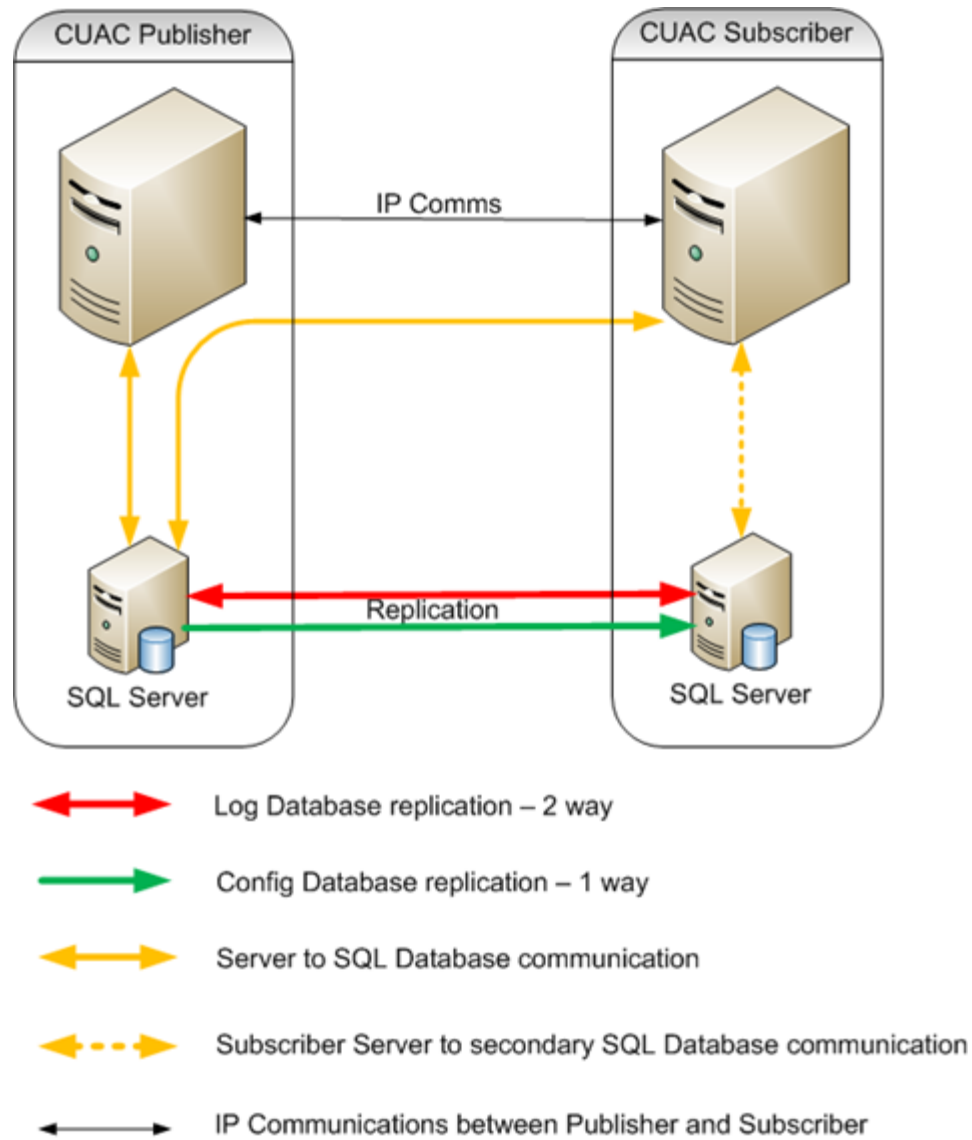 CUAC Publisher
CUAC Subscriber
IP Comms
Replication
SQL Server
SQL Server
Log Database replication – 2 way
Config Database replication – 1 way
Server to SQL Database communication
Subscriber Server to secondary SQL Database communication
IP Communications between Publisher and Subscriber